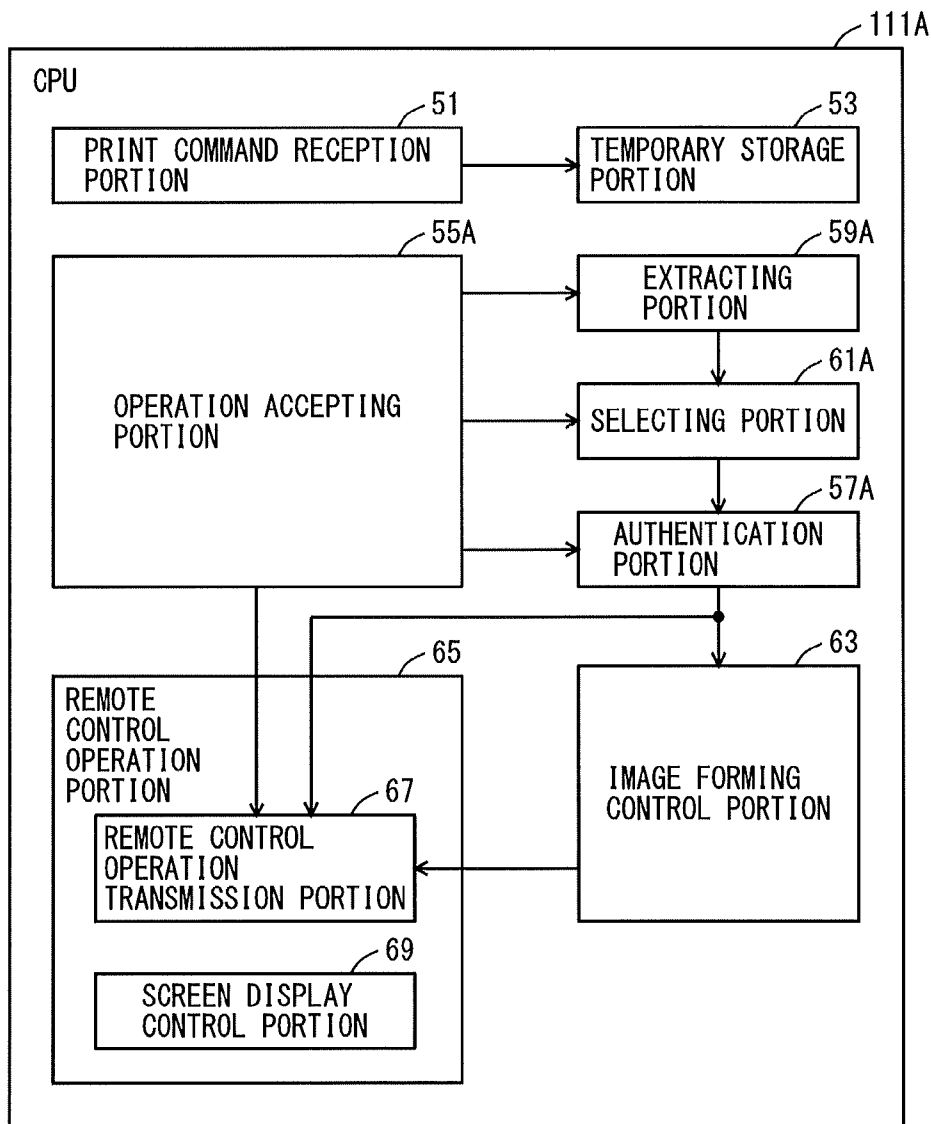 111A
CPU
51
PRINT COMMAND RECEPTION
PORTION
53
TEMPORARY STORAGE
PORTION
55A
OPERATION ACCEPTING
PORTION
59A
EXTRACTING
PORTION
61A
SELECTING PORTION
57A
AUTHENTICATION
PORTION
65
REMOTE
CONTROL
OPERATION
PORTION
67
REMOTE CONTROL
OPERATION
TRANSMISSION PORTION
69
SCREEN DISPLAY
CONTROL PORTION
63
IMAGE FORMING
CONTROL PORTION